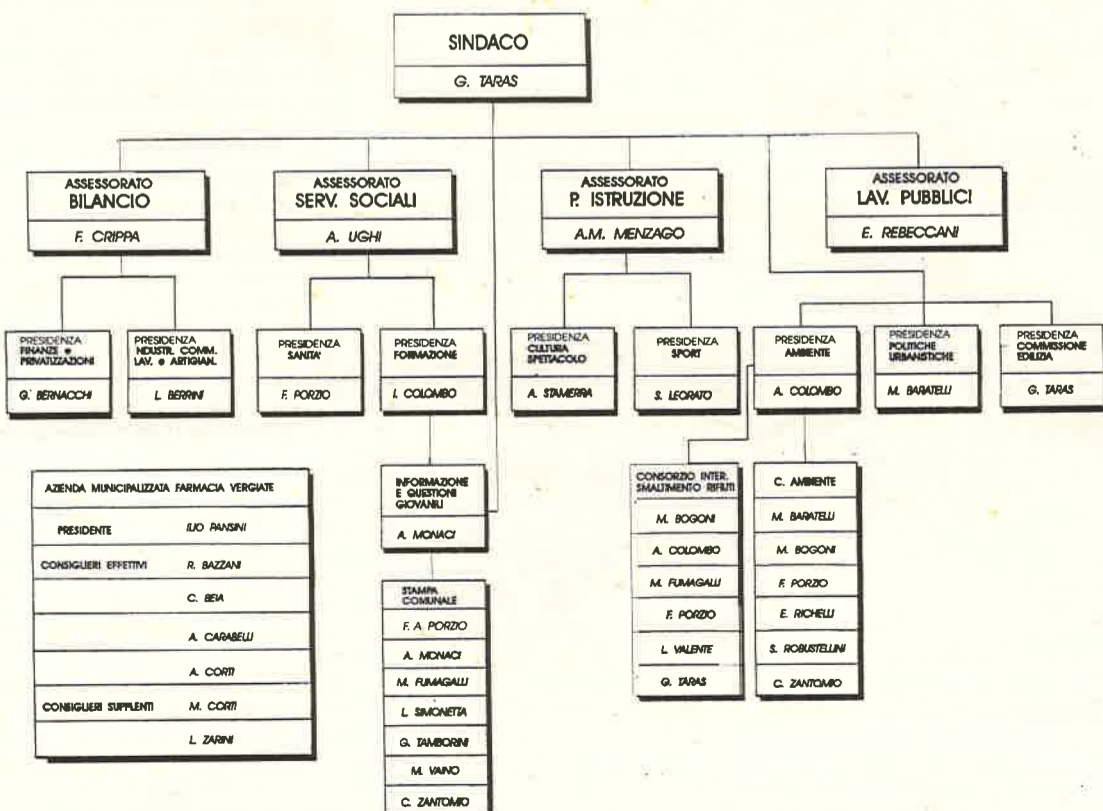 SINDACO
G. TARAS
ASSESSORATO
BILANCIO
F. CRIPPA
ASSESSORATO
SERV. SOCIALI
A. UGHI
ASSESSORATO
P. ISTRUZIONE
A.M. MENZAGO
ASSESSORATO
LAV. PUBBLICI
E. REBECCANI
PRESIDENZA
FINANZE e
PRIVATIZZAZIONI
G. BERNACCHI
PRESIDENZA
NDUSTR. COMM.
LAV. e ARTIGIAN.
L. BERRINI
PRESIDENZA
SANITA'
F. PORZIO
PRESIDENZA
FORMAZIONE
I. COLOMBO
PRESIDENZA
CULTURA
SPETTACOLO
A. STAMERRA
PRESIDENZA
SPORT
S. LEORATO
PRESIDENZA
AMBIENTE
A. COLOMBO
PRESIDENZA
POLITICHE
URBANISTICHE
M. BARATELLI
PRESIDENZA
COMMISSIONE
EDILIZIA
G. TARAS
AZIENDA MUNICIPALIZZATA FARMACIA VERGIATE
PRESIDENTE ILIO PANSINI
CONSIGLIERI EFFETTIVI R. BAZZANI
C. BEIA
A. CARABELLI
A. CORTI
CONSIGLIERI SUPPLENTI M. CORTI
L. ZARINI
INFORMAZIONE
E QUESTIONI
GIOVANILI
A. MONACI
STAMPA
COMUNALE
F. A PORZIO
A. MONACI
M. FUMAGALLI
L. SIMONETTA
G. TAMBORINI
M. VAINO
C. ZANTOMIO
CONSORZIO INTER.
SMALTIMENTO RIFIUTI
M. BOGONI
A. COLOMBO
M. FUMAGALLI
F. PORZIO
L. VALENTE
G. TARAS
C. AMBIENTE
M. BARATELLI
M. BOGONI
F. PORZIO
E. RICHELLI
S. ROBUSTELLINI
C. ZANTOMIO